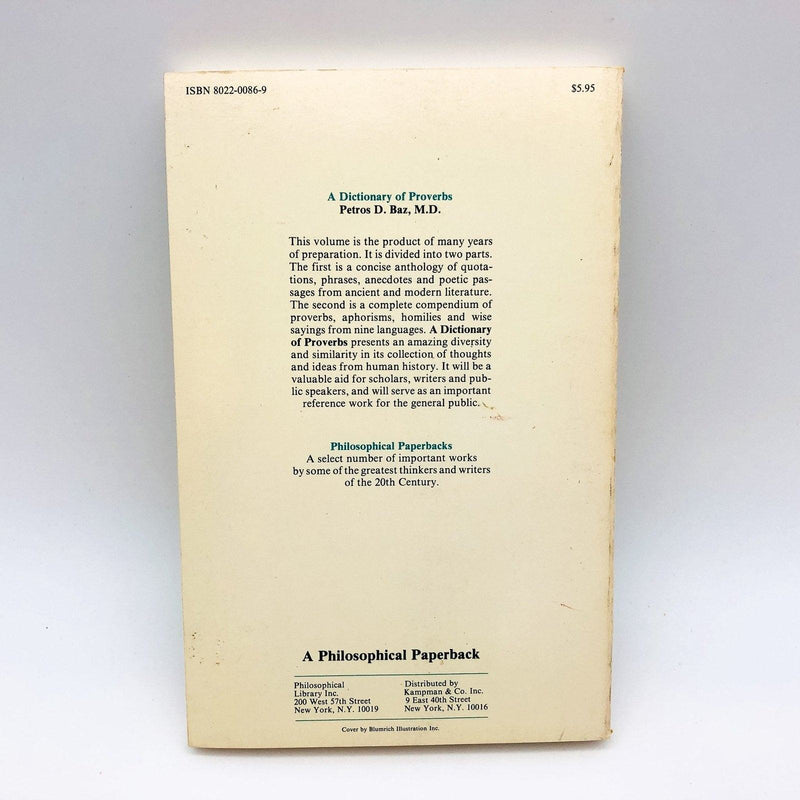 ISBN 8022-0086-9
$5.95
A Dictionary of Proverbs
Petros D. Baz, M.D.
This volume is the product of many years
of preparation. It is divided into two parts.
The first is a concise anthology of quota-
tions, phrases, anecdotes and poetic pas-
sages from ancient and modern literature.
The second is a complete compendium of
proverbs, aphorisms, homilies and wise
sayings from nine languages. A Dictionary
of Proverbs presents an amazing diversity
and similarity in its collection of thoughts
and ideas from human history. It will be a
valuable aid for scholars, writers and pub-
lic speakers, and will serve as an important
reference work for the general public.
Philosophical Paperbacks
A select number of important works
by some of the greatest thinkers and writers
of the 20th Century.
A Philosophical Paperback
Philosophical
Library Inc.
200 West 57th Street
New York, N.Y. 10019
Distributed by
Kampman & Co. Inc.
9 East 40th Street
New York, N.Y. 10016
Cover by Blumrich Illustration Inc.